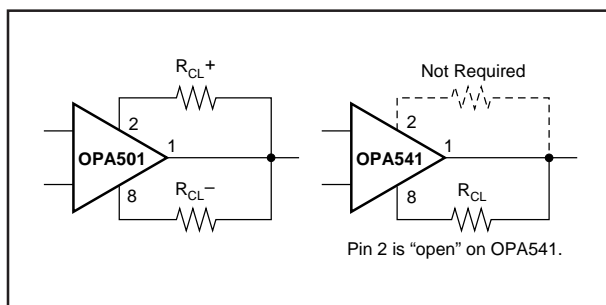 R_CL+
2
OPA501
1
8
R_CL–
Not Required
2
OPA541
1
8
R_CL
Pin 2 is “open” on OPA541.